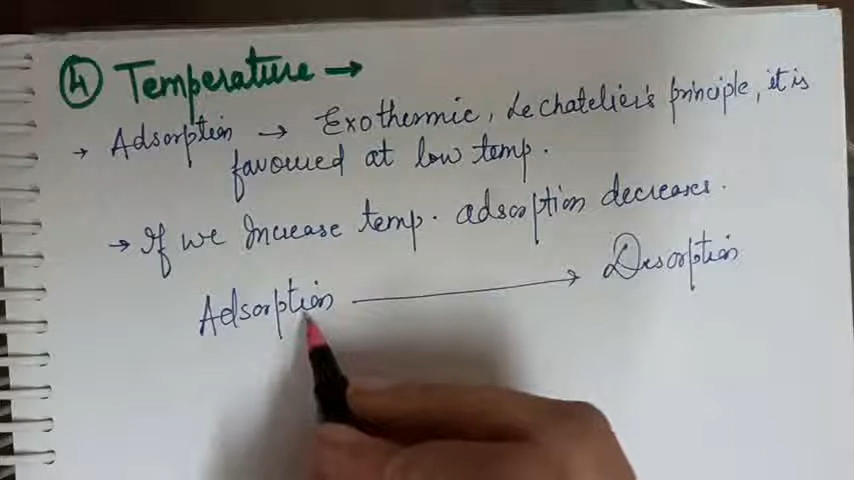 4 Temperature →
→ Adsorption → Exothermic, Le chatelier's principle, it is
favoured at low temp.
→ If we Increase temp. adsorption decreases.
Adsorption → Desorption